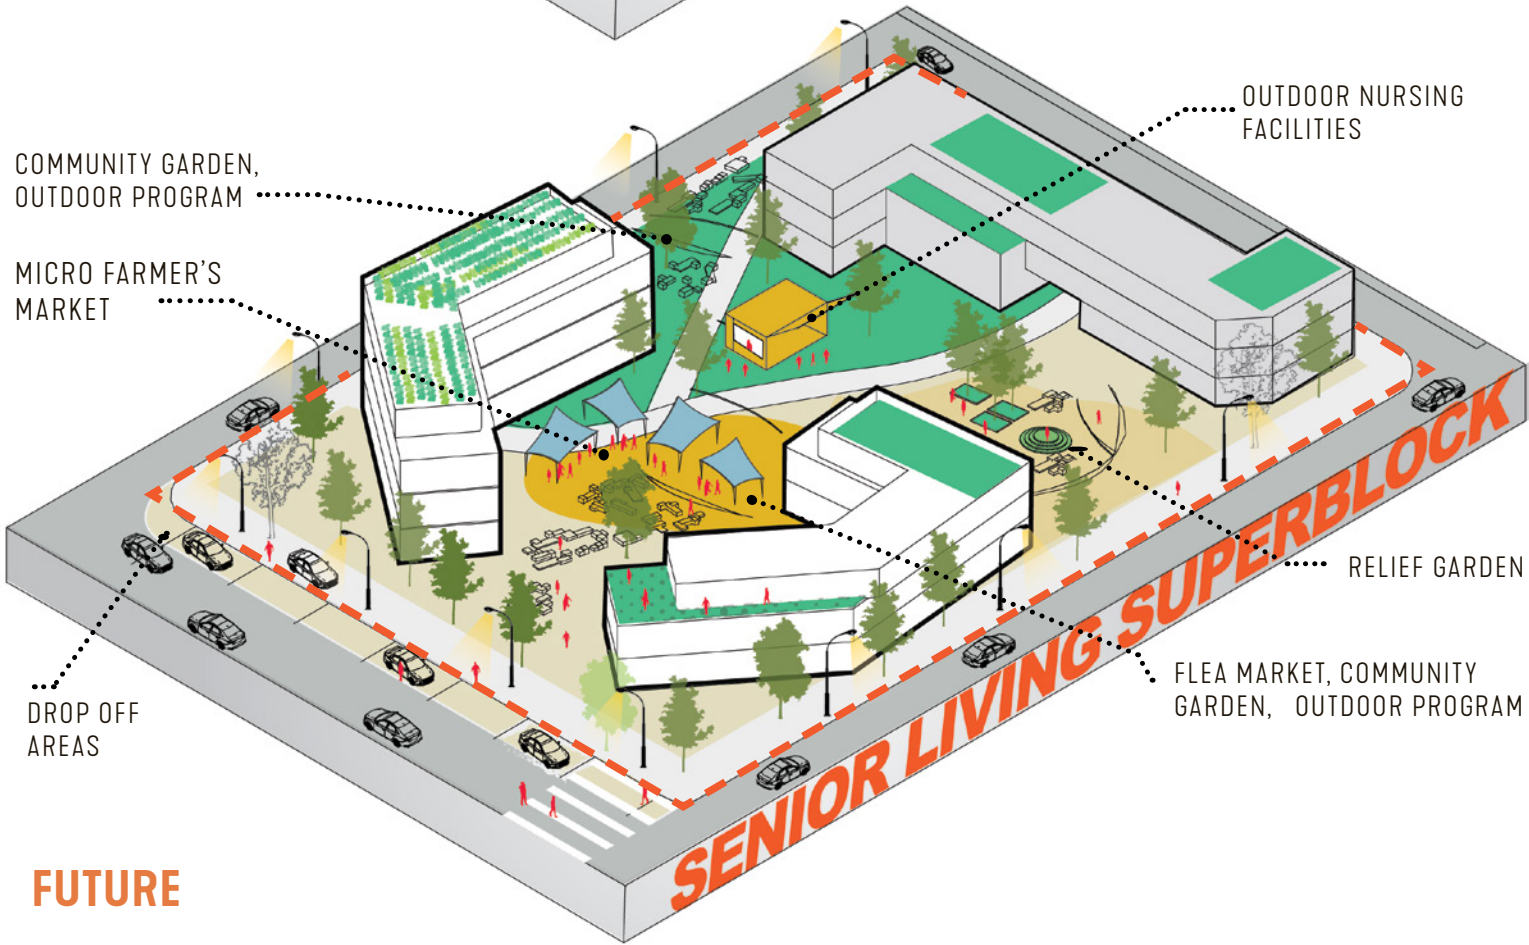 COMMUNITY GARDEN,
OUTDOOR PROGRAM
MICRO FARMER'S
MARKET
OUTDOOR NURSING
FACILITIES
RELIEF GARDEN
FLEA MARKET, COMMUNITY
GARDEN, OUTDOOR PROGRAM
DROP OFF
AREAS
SENIOR LIVING SUPERBLOCK
FUTURE